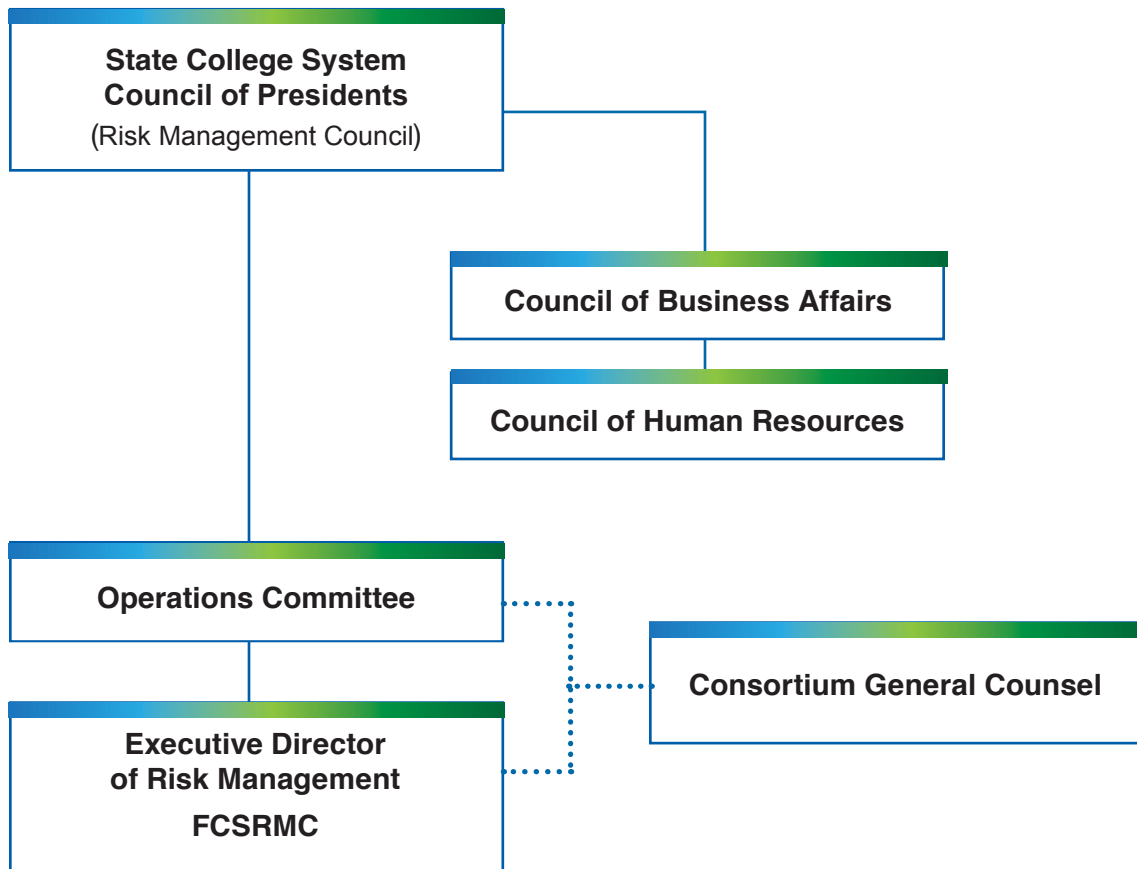 State College System
Council of Presidents
(Risk Management Council)
Council of Business Affairs
Council of Human Resources
Operations Committee
Consortium General Counsel
Executive Director
of Risk Management
FCSRMC